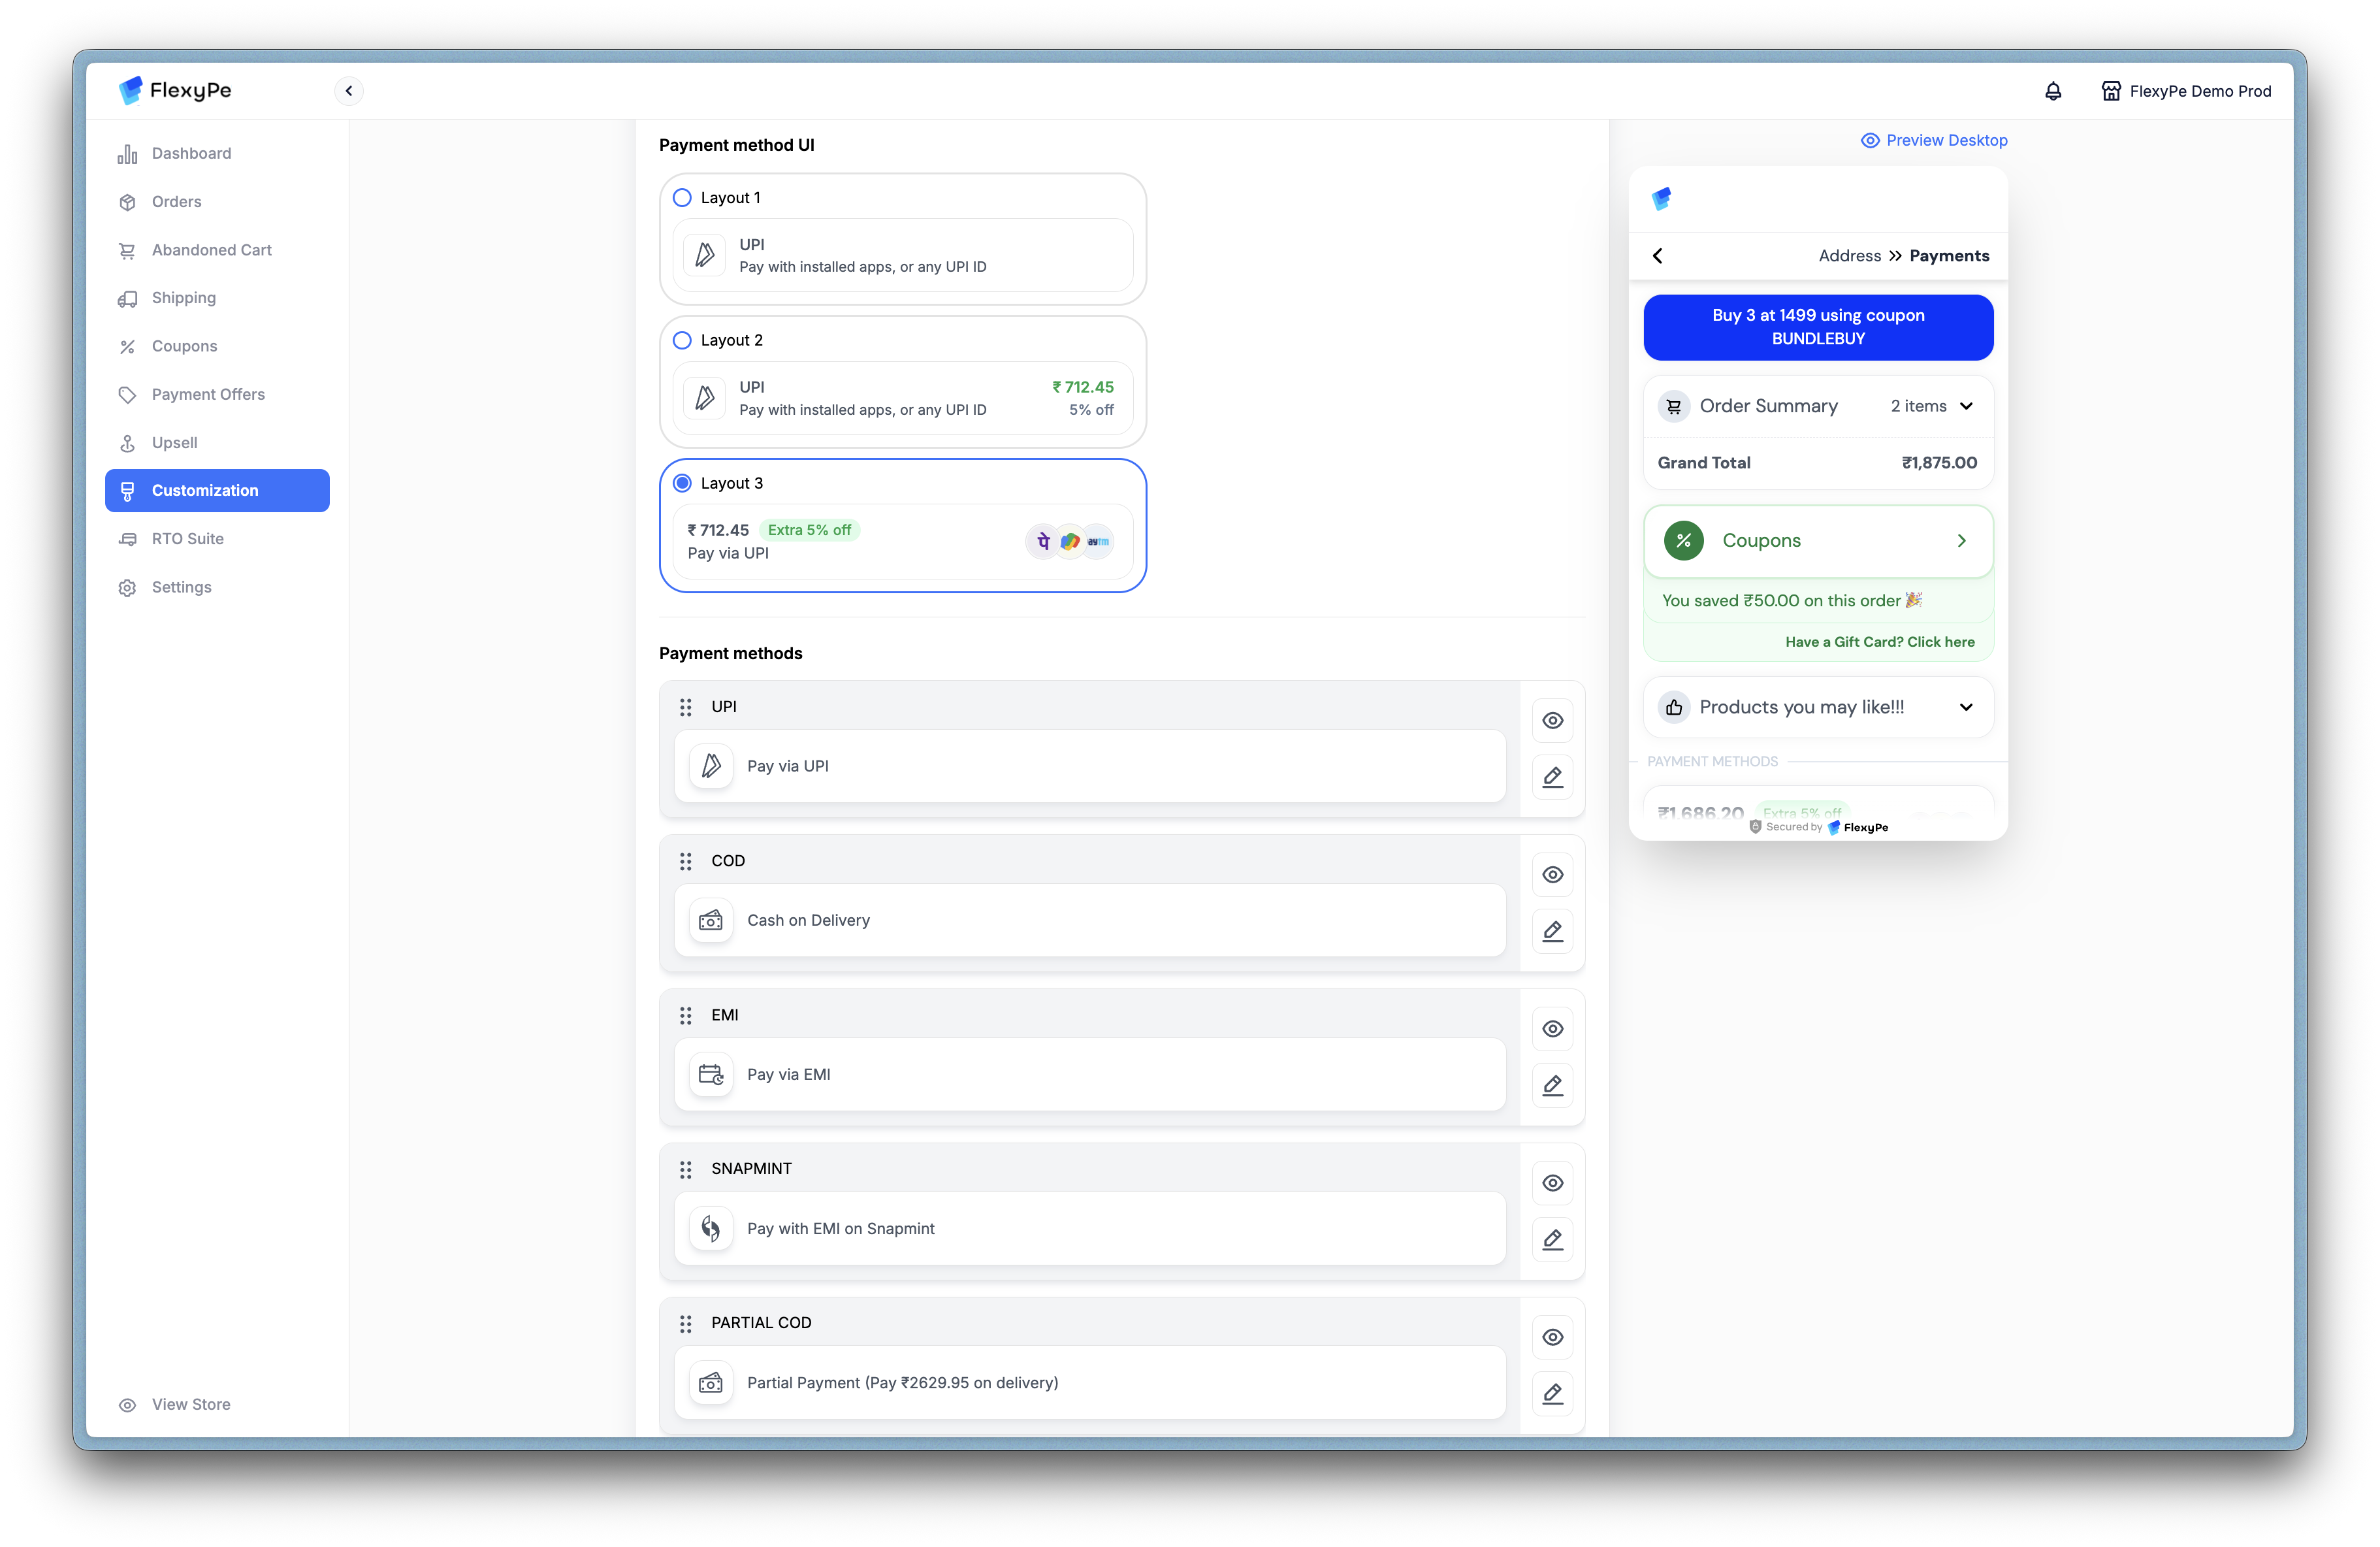 FlexyPe
FlexyPe Demo Prod
Dashboard
Orders
Abandoned Cart
Shipping
Coupons
Payment Offers
Upsell
Customization
RTO Suite
Settings
View Store
Payment method UI
Layout 1
UPI
Pay with installed apps, or any UPI ID
Layout 2
UPI ₹ 712.45
Pay with installed apps, or any UPI ID 5% off
Layout 3
₹ 712.45 Extra 5% off
Pay via UPI
पे paytm
Payment methods
UPI
Pay via UPI
COD
Cash on Delivery
EMI
Pay via EMI
SNAPMINT
Pay with EMI on Snapmint
PARTIAL COD
Partial Payment (Pay ₹2629.95 on delivery)
Preview Desktop
Address >> Payments
Buy 3 at 1499 using coupon
BUNDLEBUY
Order Summary 2 items
Grand Total ₹1,875.00
% Coupons
You saved ₹50.00 on this order 🎉
Have a Gift Card? Click here
Products you may like!!!
PAYMENT METHODS
₹1,686.20 Extra 5% off
Secured by FlexyPe